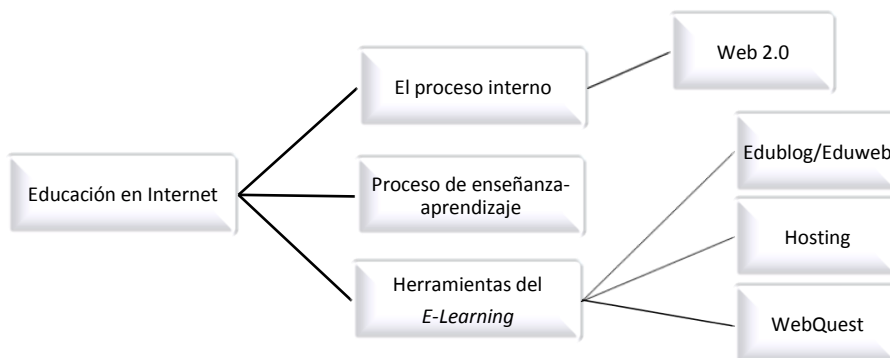 Educación en Internet
El proceso interno
Web 2.0
Proceso de enseñanza-
aprendizaje
Herramientas del
E-Learning
Edublog/Eduweb
Hosting
WebQuest